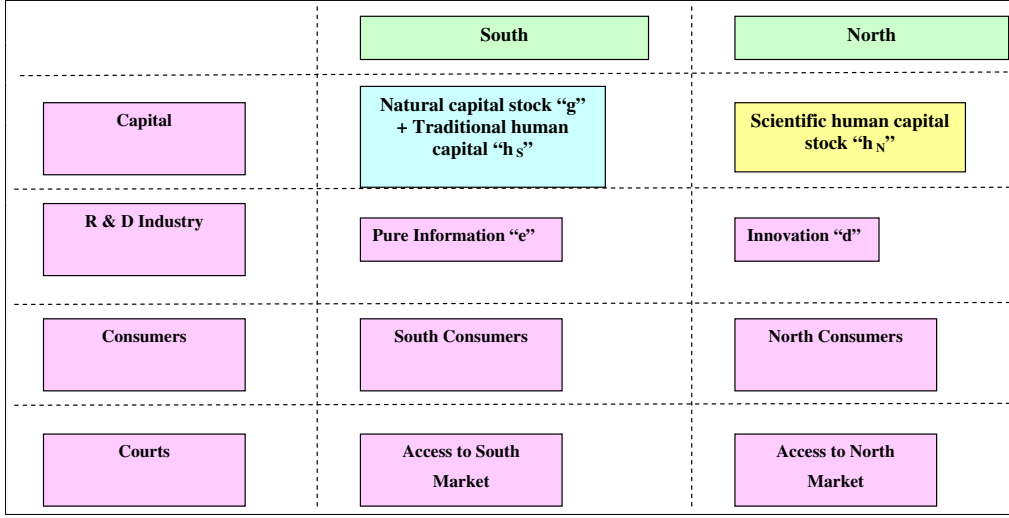 South
North
Capital
Natural capital stock “g”
+ Traditional human
capital “h S”
Scientific human capital
stock “h N”
R & D Industry
Pure Information “e”
Innovation “d”
Consumers
South Consumers
North Consumers
Courts
Access to South
Market
Access to North
Market